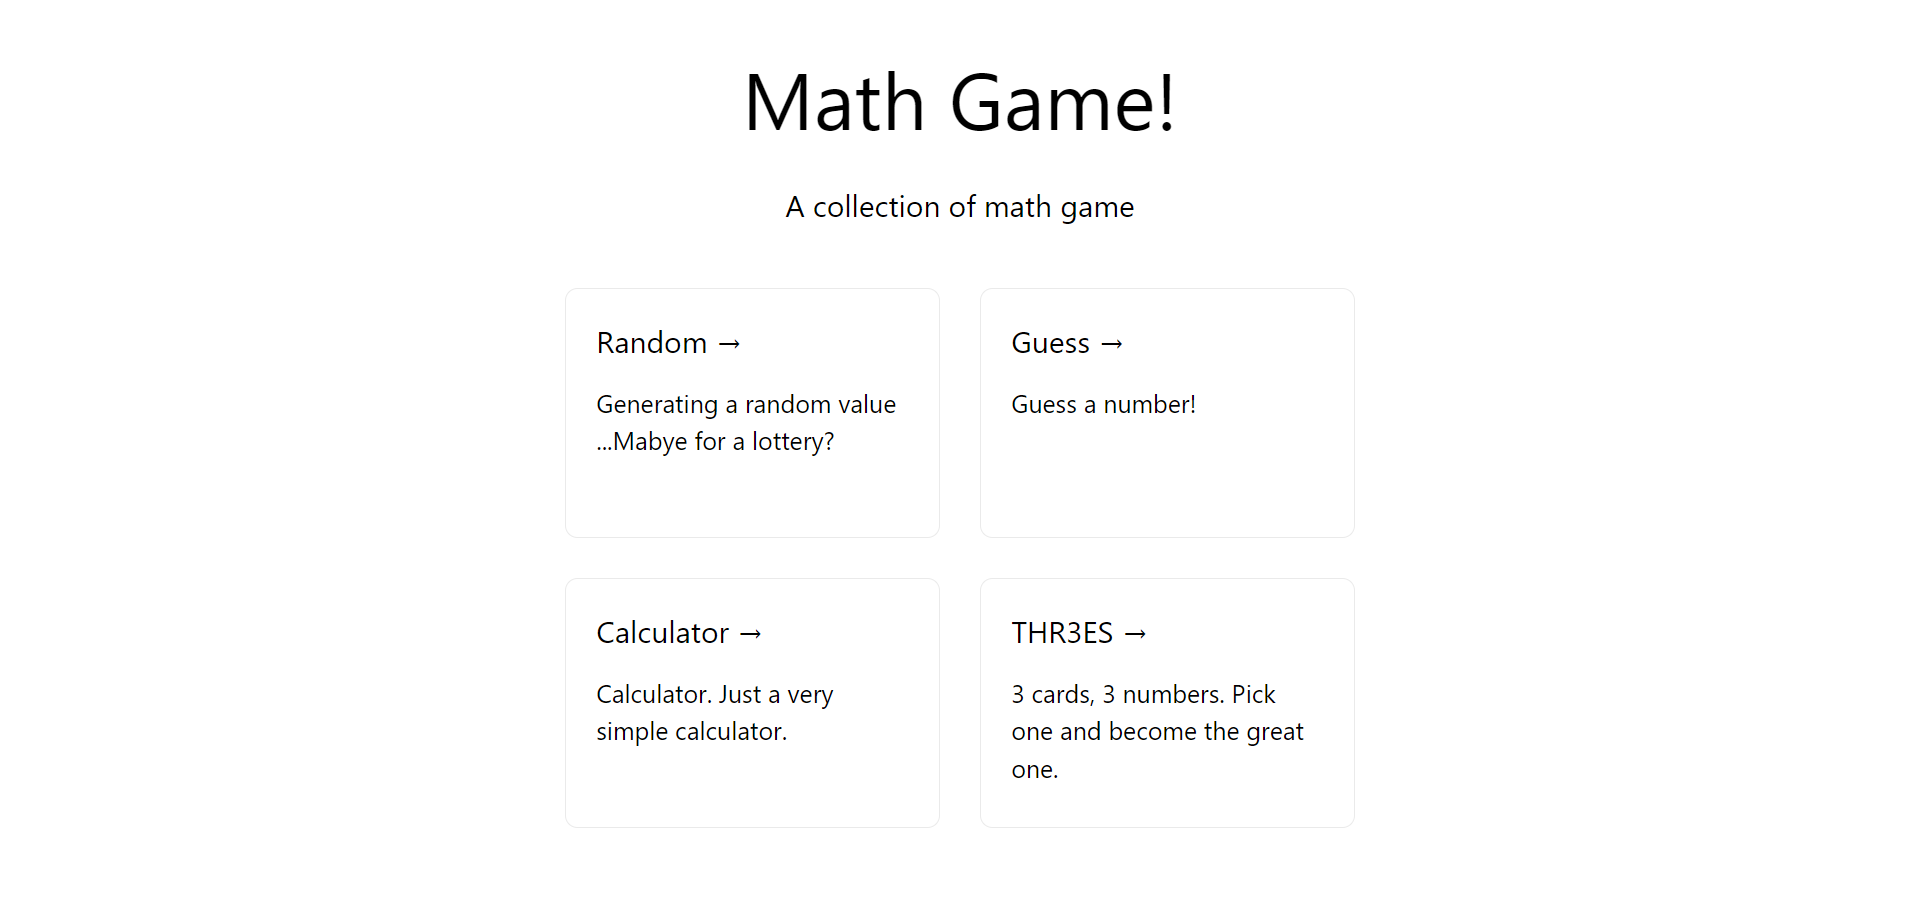 Math Game!
A collection of math game
Random →
Generating a random value
...Mabye for a lottery?
Guess →
Guess a number!
Calculator →
Calculator. Just a very
simple calculator.
THR3ES →
3 cards, 3 numbers. Pick
one and become the great
one.